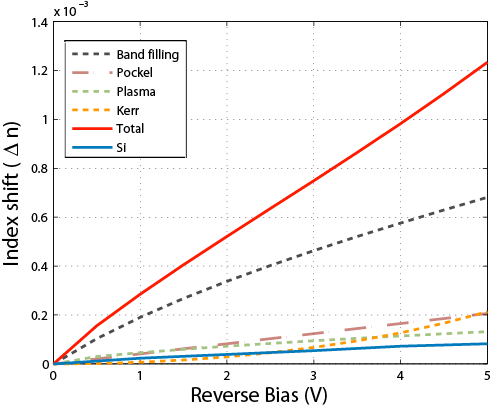 × 10⁻³
1.4
1.2
1
0.8
0.6
0.4
0.2
0
Index shift ( Δ n)
Band filling
Pockel
Plasma
Kerr
Total
Si
0 1 2 3 4 5
Reverse Bias (V)